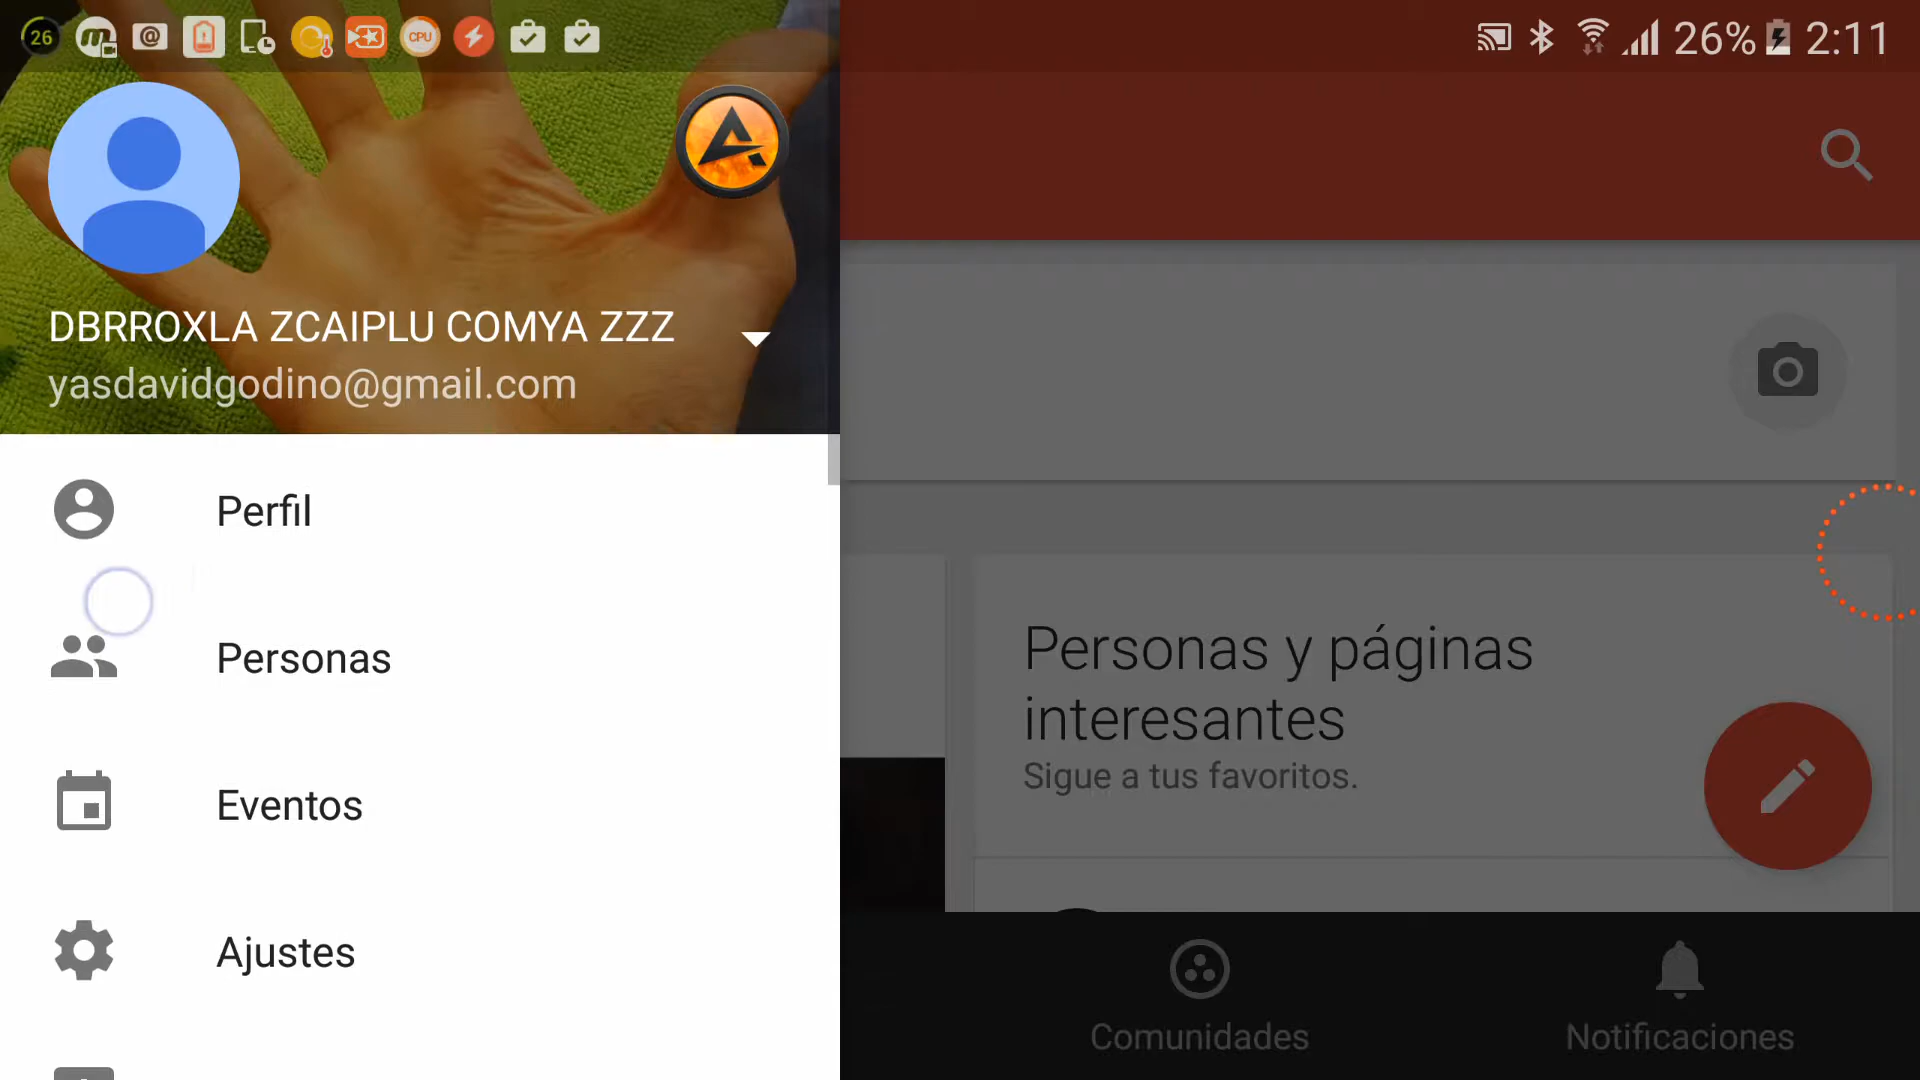 26
CPU
26% 2:11
DBRROXLA ZCAIPLU COMYA ZZZ
yasdavidgodino@gmail.com
Perfil
Personas
Eventos
Ajustes
Personas y páginas
interesantes
Sigue a tus favoritos.
Comunidades
Notificaciones